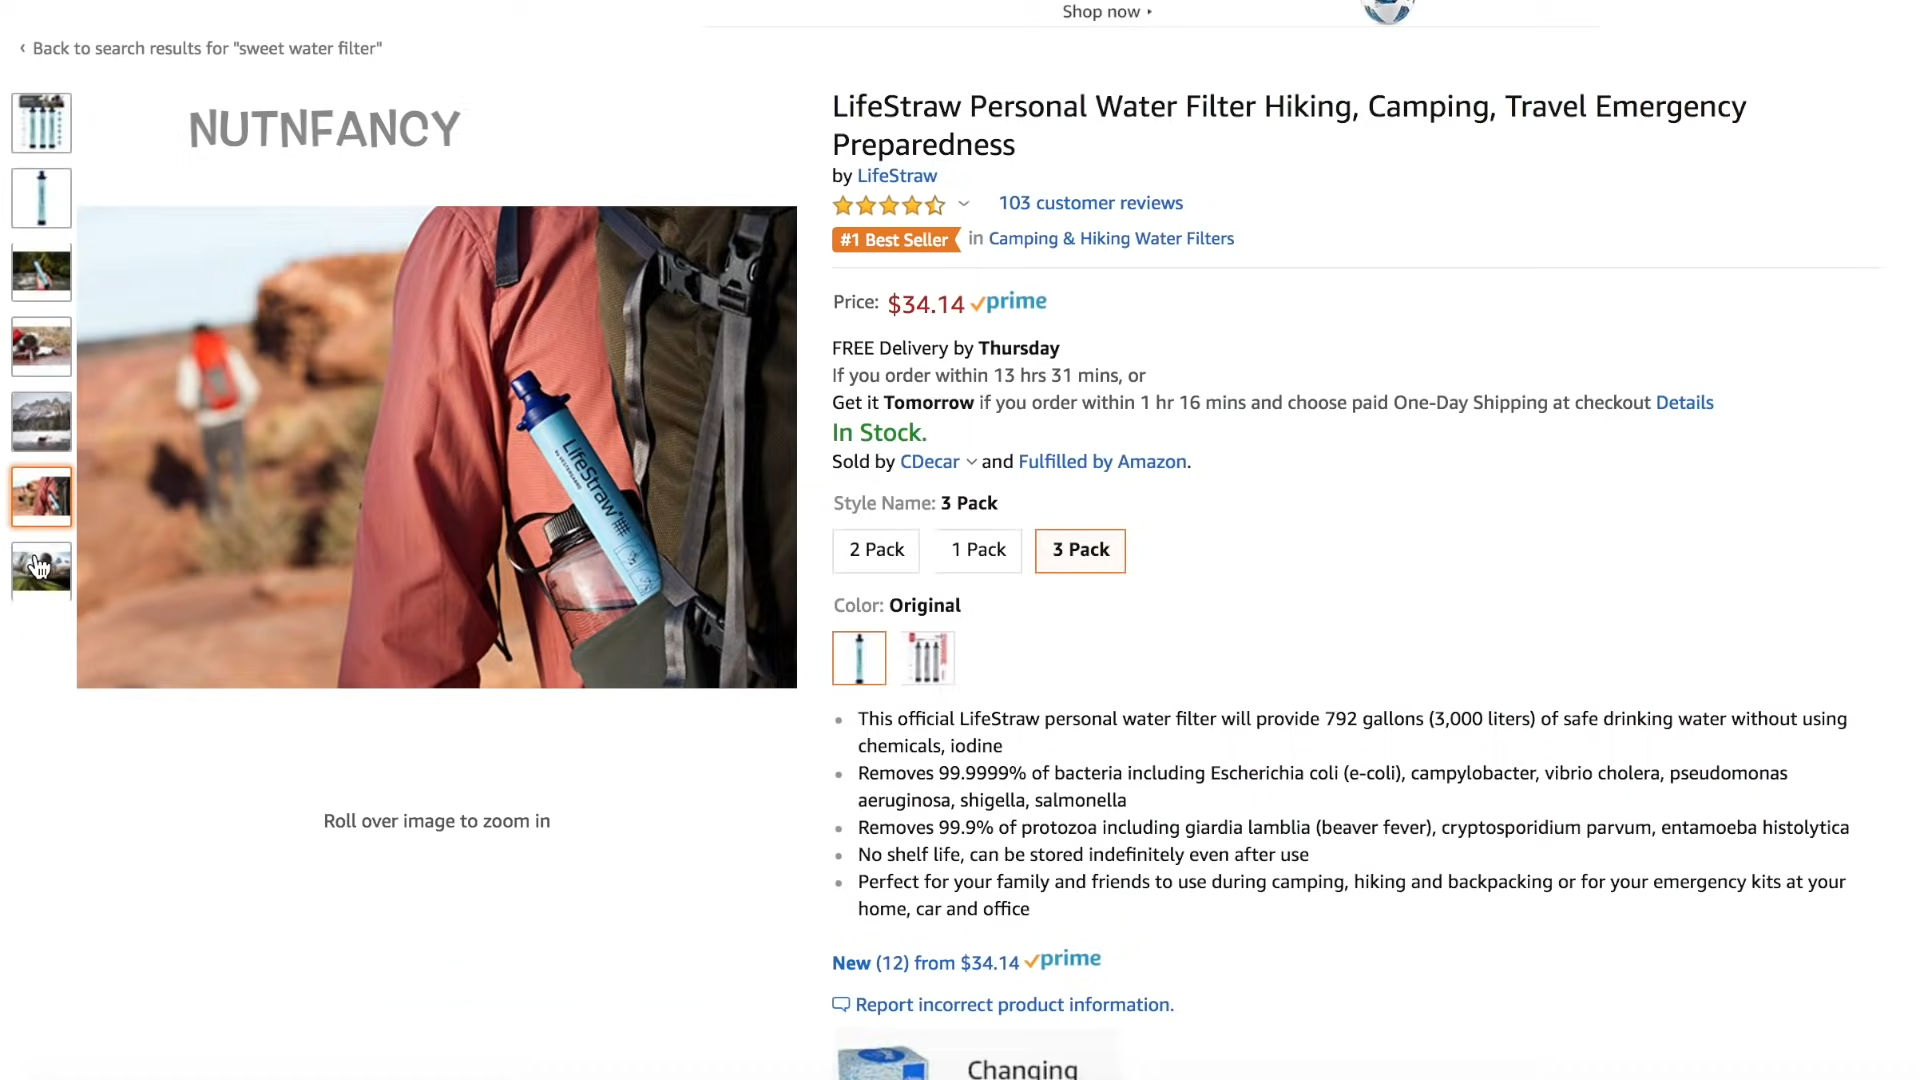 Shop now ▸
‹ Back to search results for "sweet water filter"
NUTNFANCY
LifeStraw Personal Water Filter Hiking, Camping, Travel Emergency
Preparedness
by LifeStraw
103 customer reviews
#1 Best Seller in Camping & Hiking Water Filters
Price: $34.14 prime
FREE Delivery by Thursday
If you order within 13 hrs 31 mins, or
Get it Tomorrow if you order within 1 hr 16 mins and choose paid One-Day Shipping at checkout Details
In Stock.
Sold by CDecar and Fulfilled by Amazon.
Style Name: 3 Pack
2 Pack 1 Pack 3 Pack
Color: Original
LifeStraw
by VESTERGAARD
Roll over image to zoom in
This official LifeStraw personal water filter will provide 792 gallons (3,000 liters) of safe drinking water without using
chemicals, iodine
Removes 99.9999% of bacteria including Escherichia coli (e-coli), campylobacter, vibrio cholera, pseudomonas
aeruginosa, shigella, salmonella
Removes 99.9% of protozoa including giardia lamblia (beaver fever), cryptosporidium parvum, entamoeba histolytica
No shelf life, can be stored indefinitely even after use
Perfect for your family and friends to use during camping, hiking and backpacking or for your emergency kits at your
home, car and office
New (12) from $34.14 prime
Report incorrect product information.
Changing